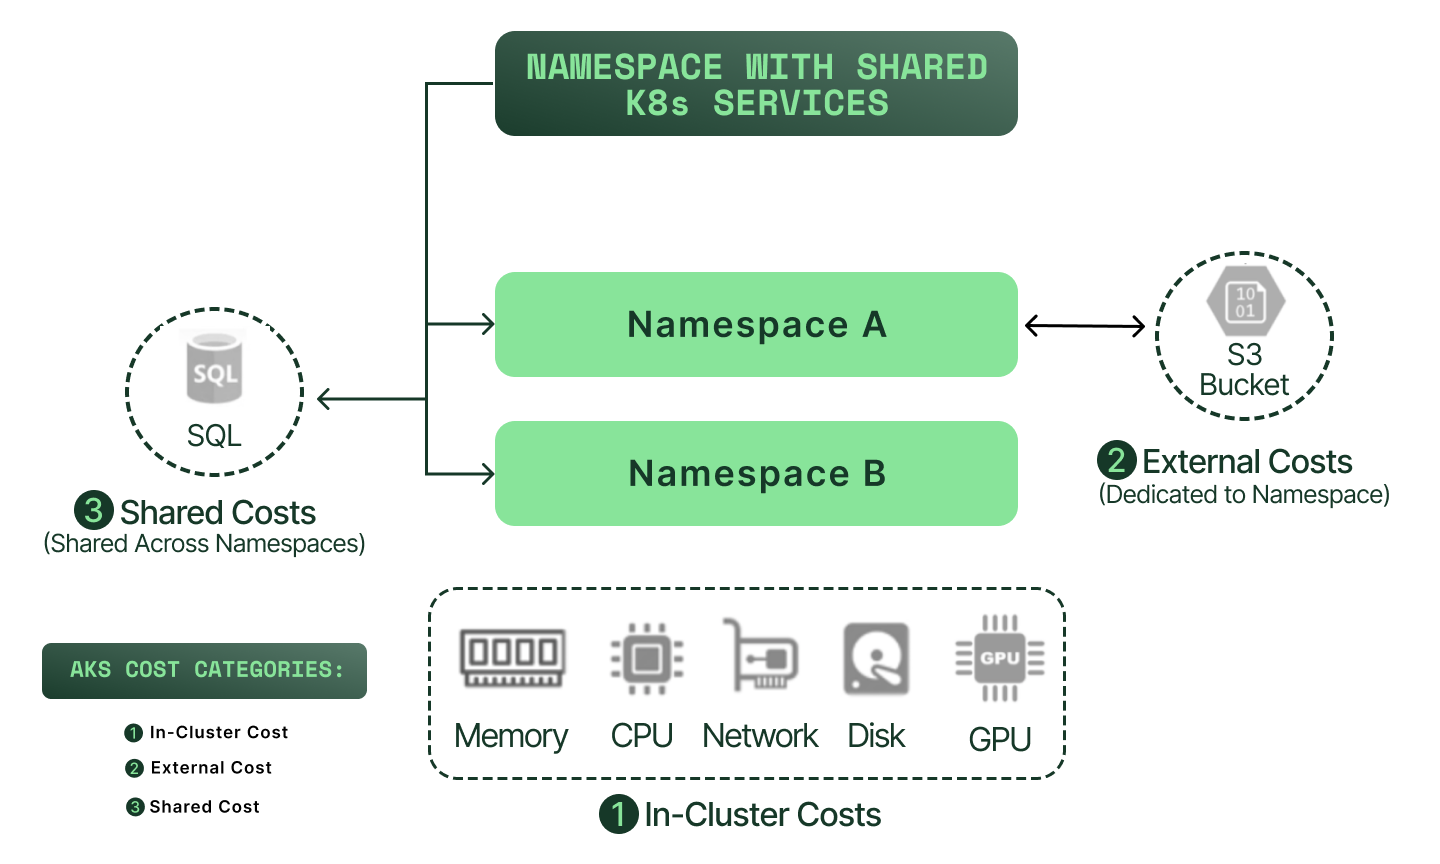 NAMESPACE WITH SHARED
K8s SERVICES
Namespace A
Namespace B
SQL
SQL
3 Shared Costs
(Shared Across Namespaces)
10
01
S3
Bucket
2 External Costs
(Dedicated to Namespace)
GPU
Memory CPU Network Disk GPU
1 In-Cluster Costs
AKS COST CATEGORIES:
1 In-Cluster Cost
2 External Cost
3 Shared Cost